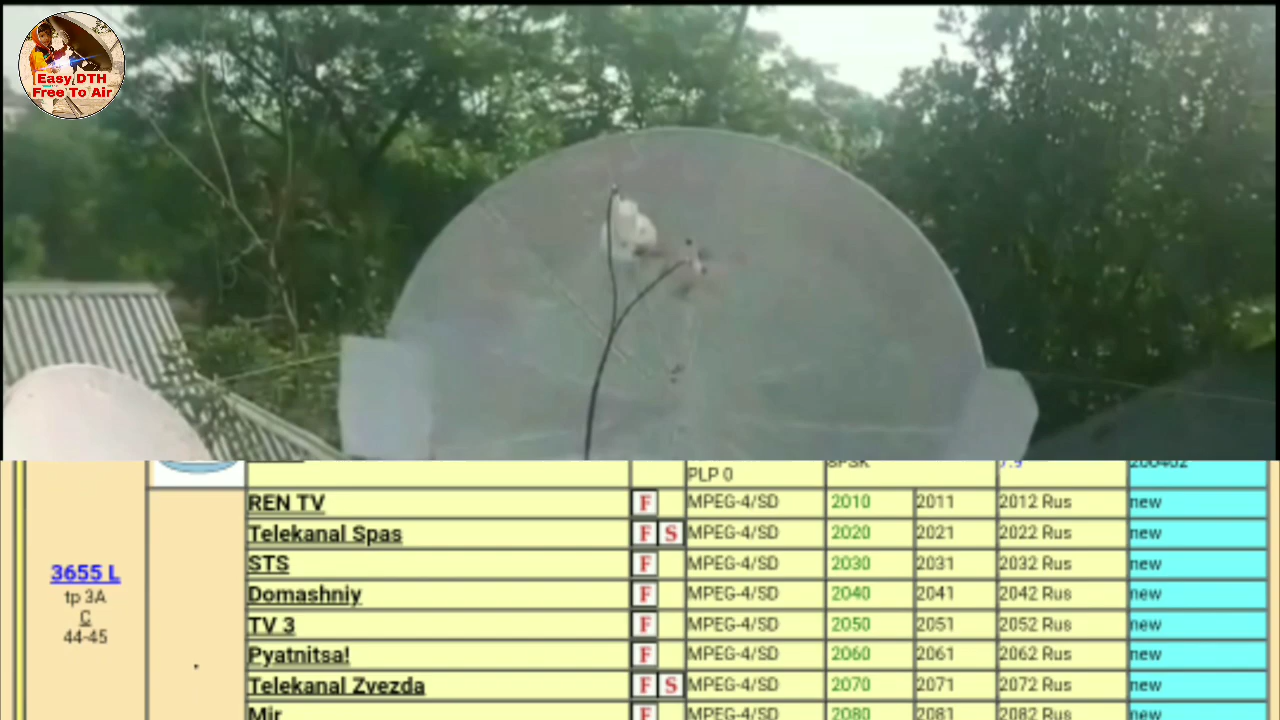 Easy DTH
Free To Air
PLP 0
REN TV F MPEG-4/SD 2010 2011 2012 Rus new
Telekanal Spas F S MPEG-4/SD 2020 2021 2022 Rus new
3655 L
tp 3A
C
44-45
STS F MPEG-4/SD 2030 2031 2032 Rus new
Domashniy F MPEG-4/SD 2040 2041 2042 Rus new
TV 3 F MPEG-4/SD 2050 2051 2052 Rus new
Pyatnitsa! F MPEG-4/SD 2060 2061 2062 Rus new
Telekanal Zvezda F S MPEG-4/SD 2070 2071 2072 Rus new
Mir MPEG-4/SD 2080 2081 2082 Rus new